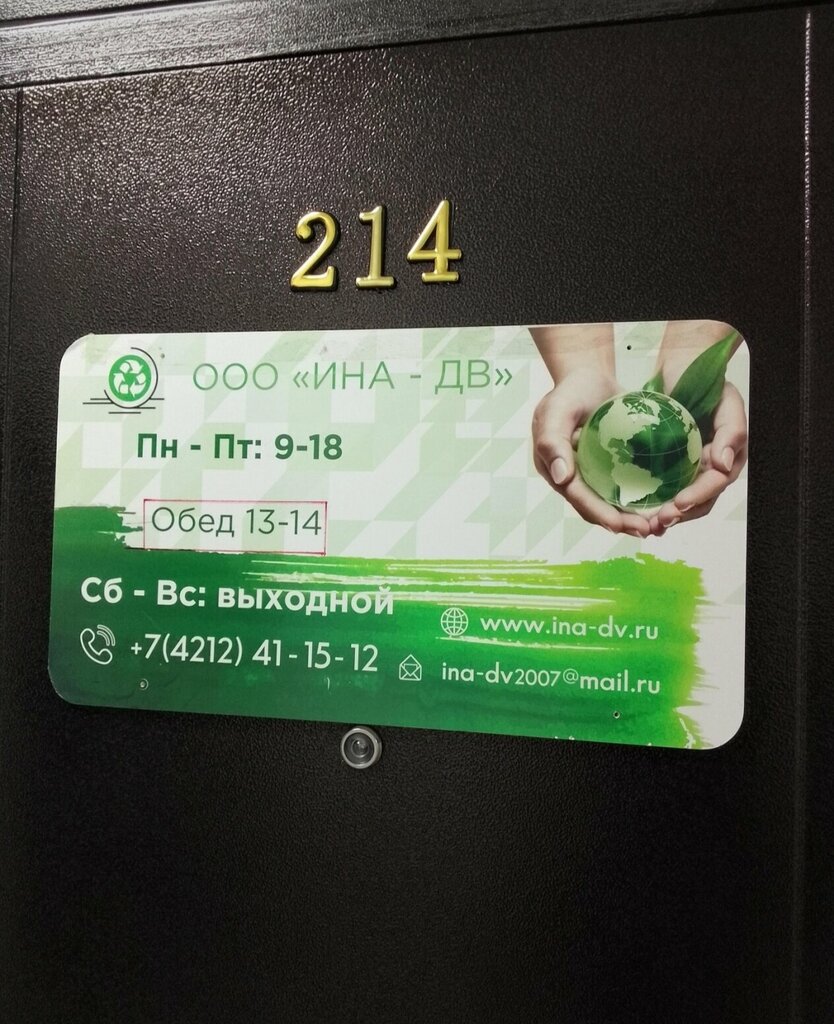 214
ООО «ИНА - ДВ»
Пн - Пт: 9-18
Обед 13-14
Сб - Вс: выходной
+7(4212) 41-15-12
www.ina-dv.ru
ina-dv2007@mail.ru